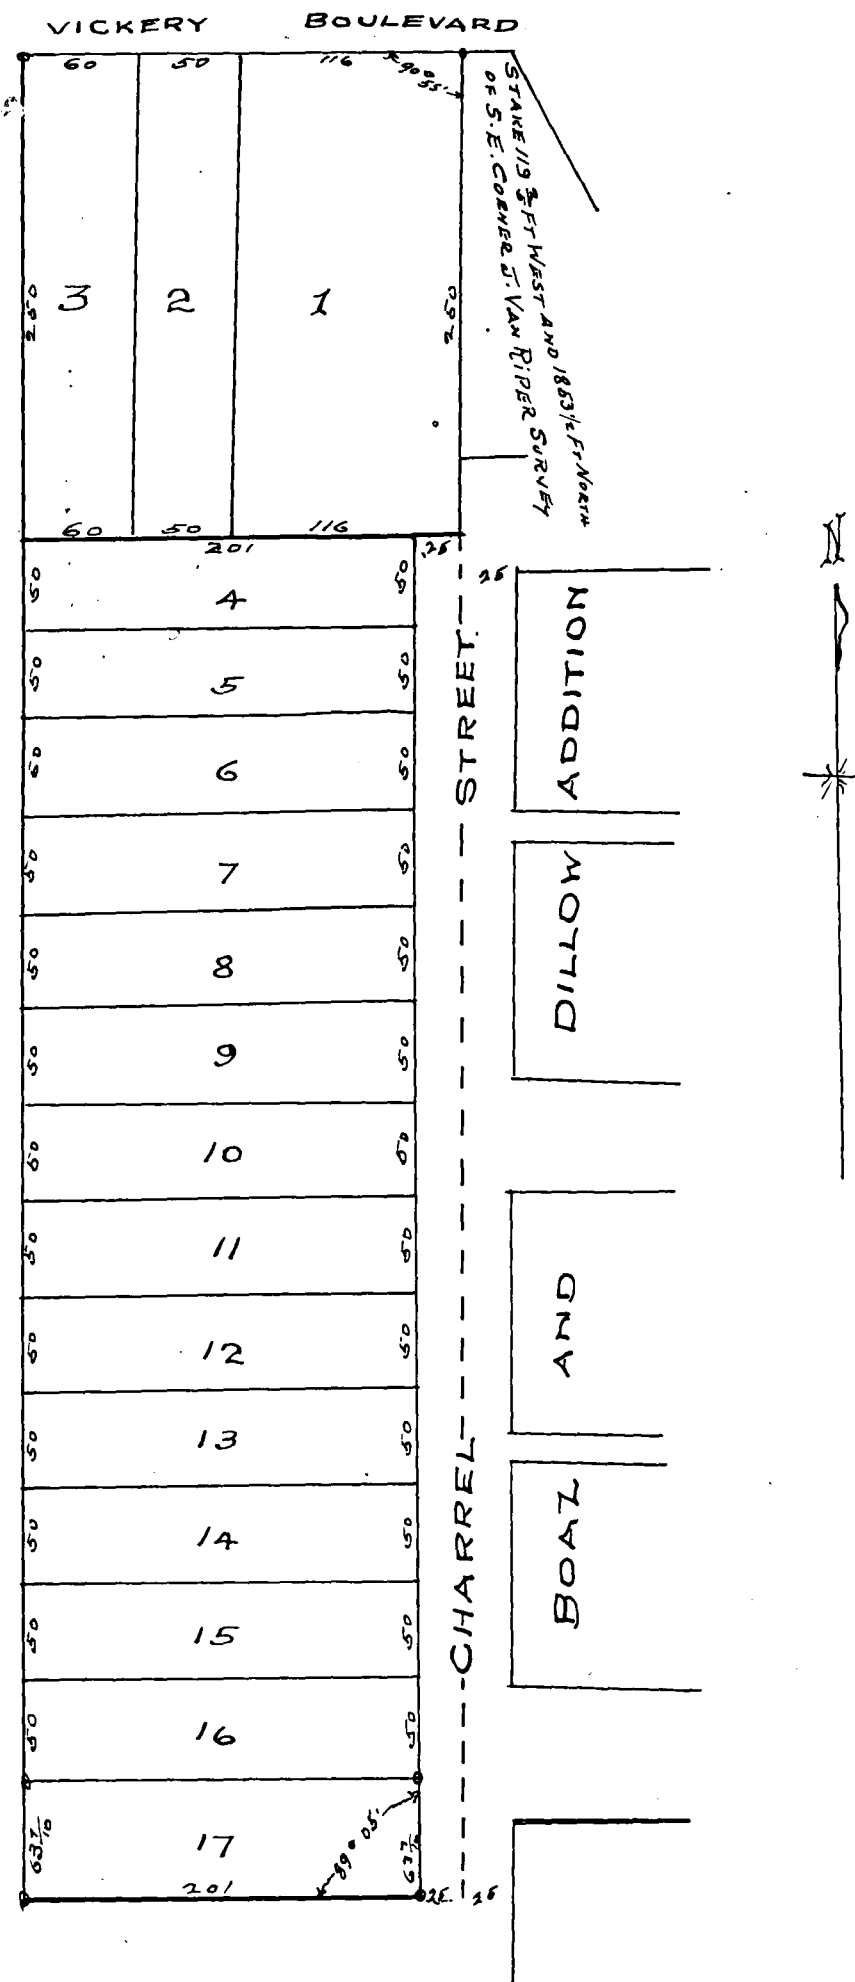 VICKERY BOULEVARD
60 50 116 90° 55'
STAKE 119 3/5 FT WEST AND 1863 1/2 FT NORTH
OF S.E. CORNER J. VAN RIPER SURVEY
250 3 2 1 250
60 50 116
201 25
N
50 4 50 25
50 5 50
50 6 50
50 7 50
50 8 50
50 9 50
50 10 50
50 11 50
50 12 50
50 13 50
50 14 50
50 15 50
50 16 50
63 7/10 17 63 7/10
89° 05'
201 25 25
CHARREL STREET
BOAZ AND DILLOW ADDITION